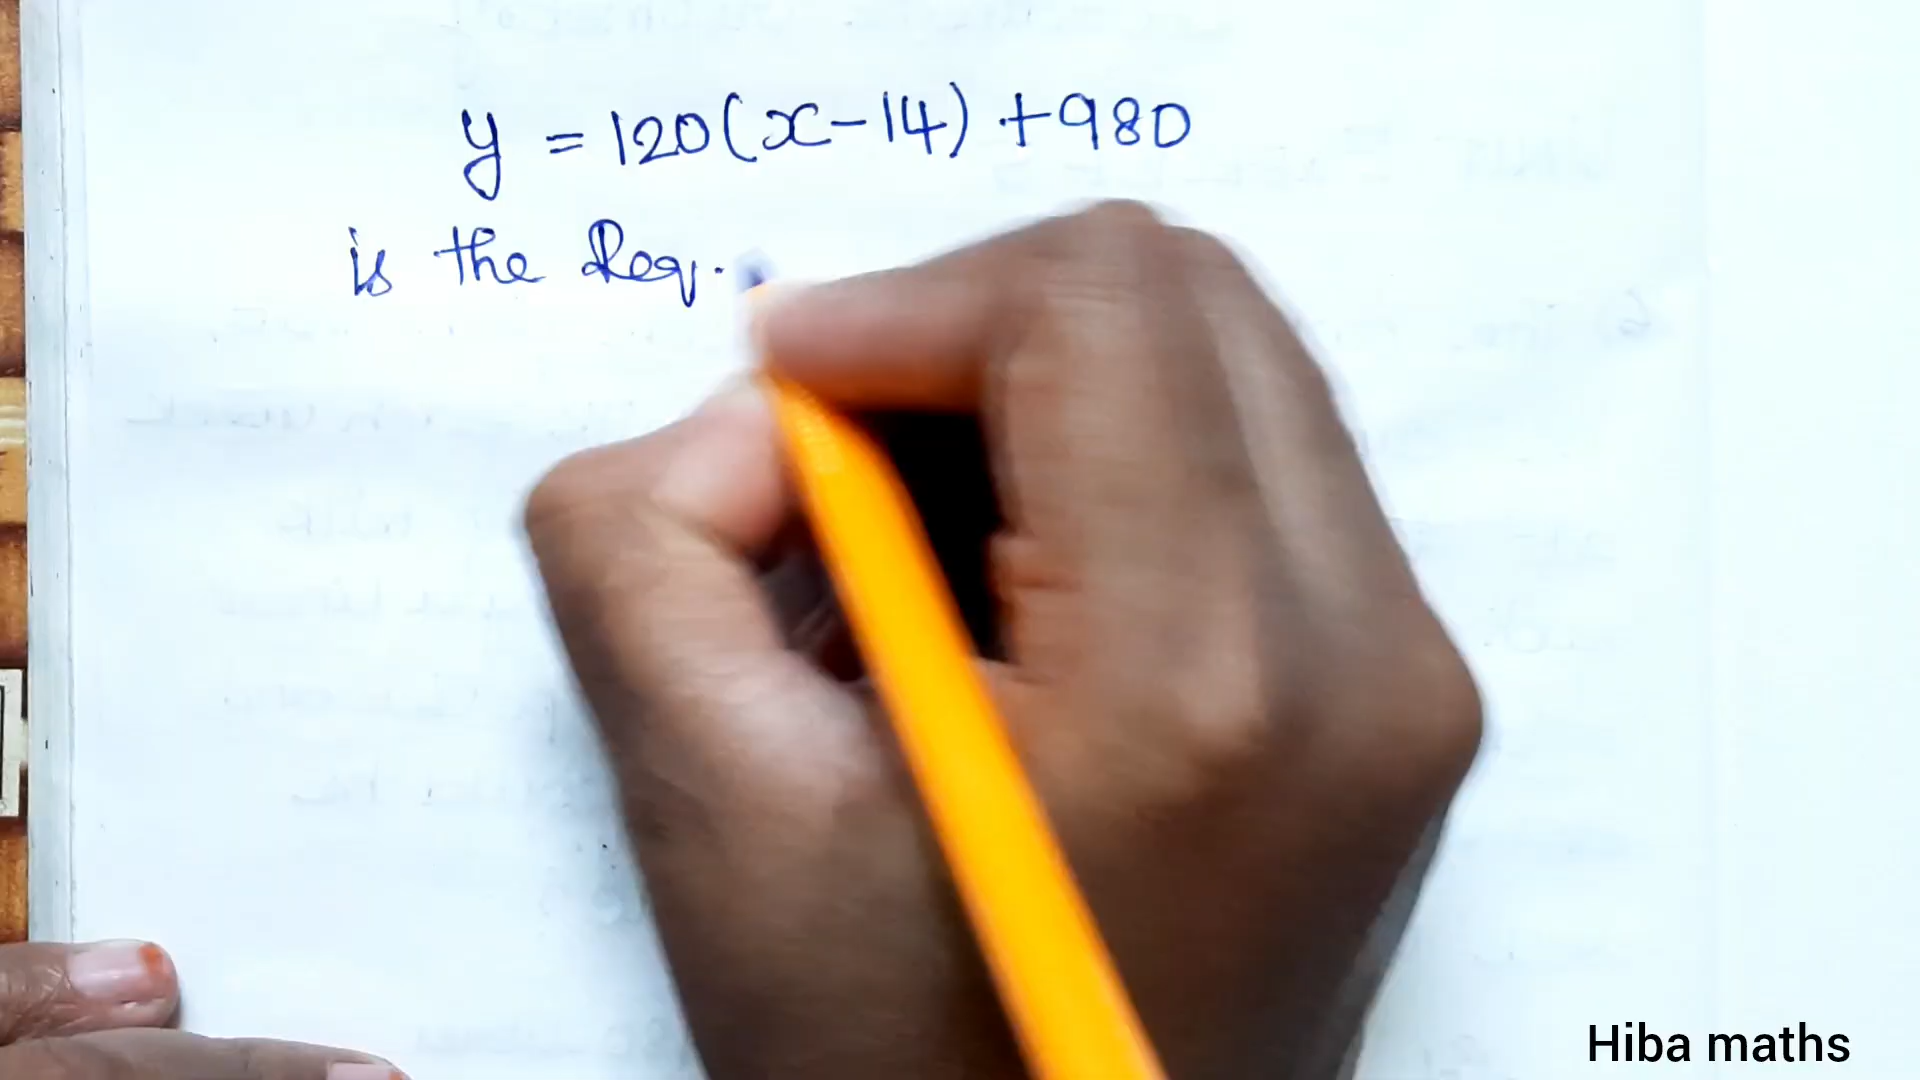 y = 120(x-14) +980
is the Req.
Hiba maths